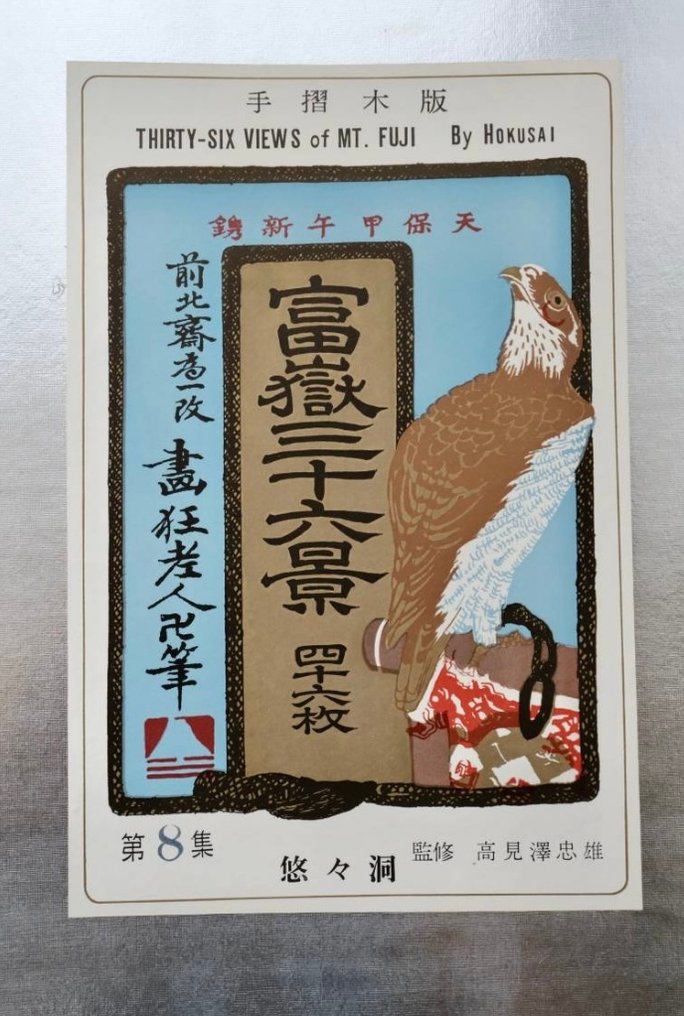 手摺木版
THIRTY-SIX VIEWS of MT. FUJI By HOKUSAI
天保甲午新鐫
富嶽三十六景
四十六枚
前北斎為一改
畫狂老人卍筆
第8集
悠々洞
監修 高見澤忠雄